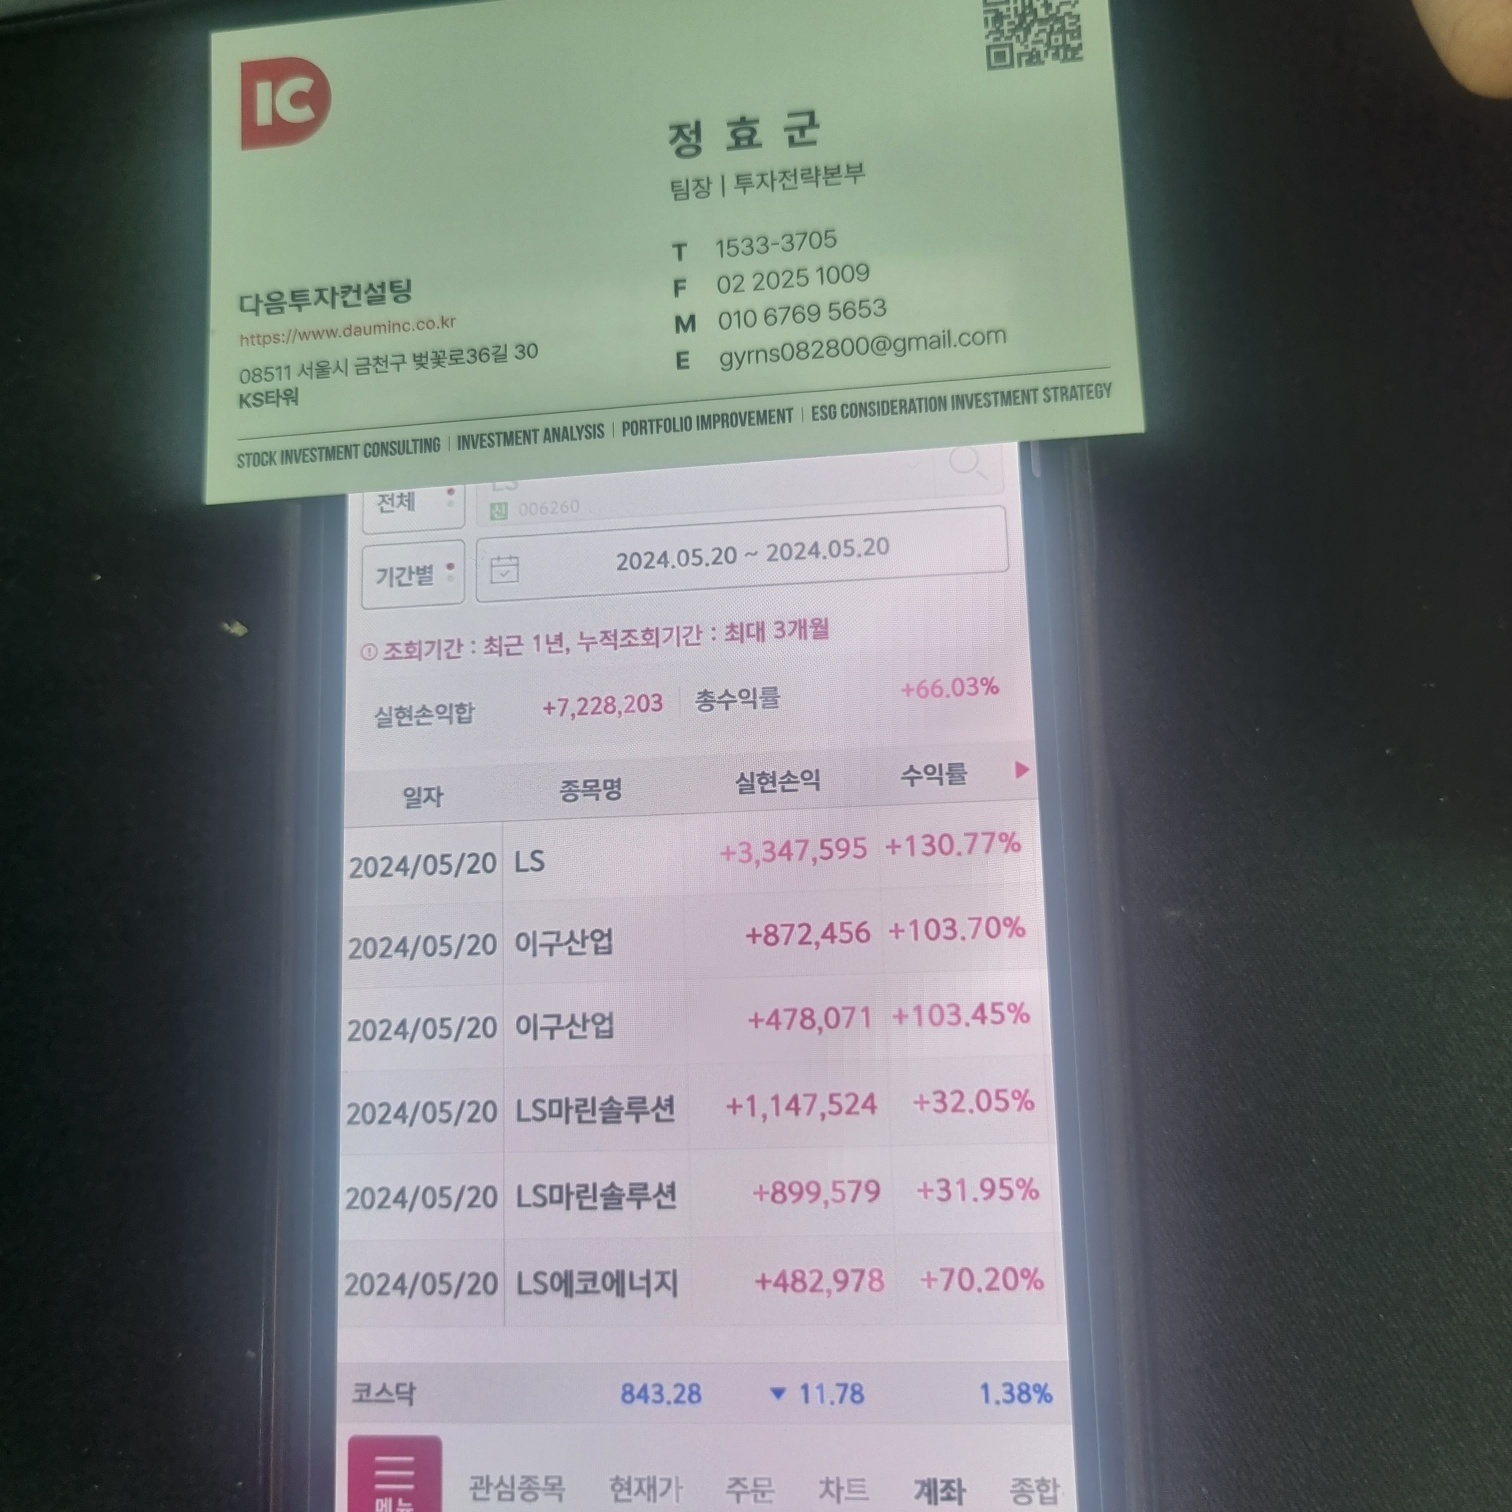 IC
정효군
팀장 | 투자전략본부
T 1533-3705
F 02 2025 1009
M 010 6769 5653
E gyrns082800@gmail.com
다음투자컨설팅
https://www.dauminc.co.kr
08511 서울시 금천구 벚꽃로36길 30
KS타워
STOCK INVESTMENT CONSULTING | INVESTMENT ANALYSIS | PORTFOLIO IMPROVEMENT | ESG CONSIDERATION INVESTMENT STRATEGY
전체 LS
신 006260
기간별 2024.05.20 ~ 2024.05.20
조회기간 : 최근 1년, 누적조회기간 : 최대 3개월
실현손익합 +7,228,203 총수익률 +66.03%
일자 종목명 실현손익 수익률
2024/05/20 LS +3,347,595 +130.77%
2024/05/20 이구산업 +872,456 +103.70%
2024/05/20 이구산업 +478,071 +103.45%
2024/05/20 LS마린솔루션 +1,147,524 +32.05%
2024/05/20 LS마린솔루션 +899,579 +31.95%
2024/05/20 LS에코에너지 +482,978 +70.20%
코스닥 843.28 ▼ 11.78 1.38%
메뉴 관심종목 현재가 주문 차트 계좌 종합